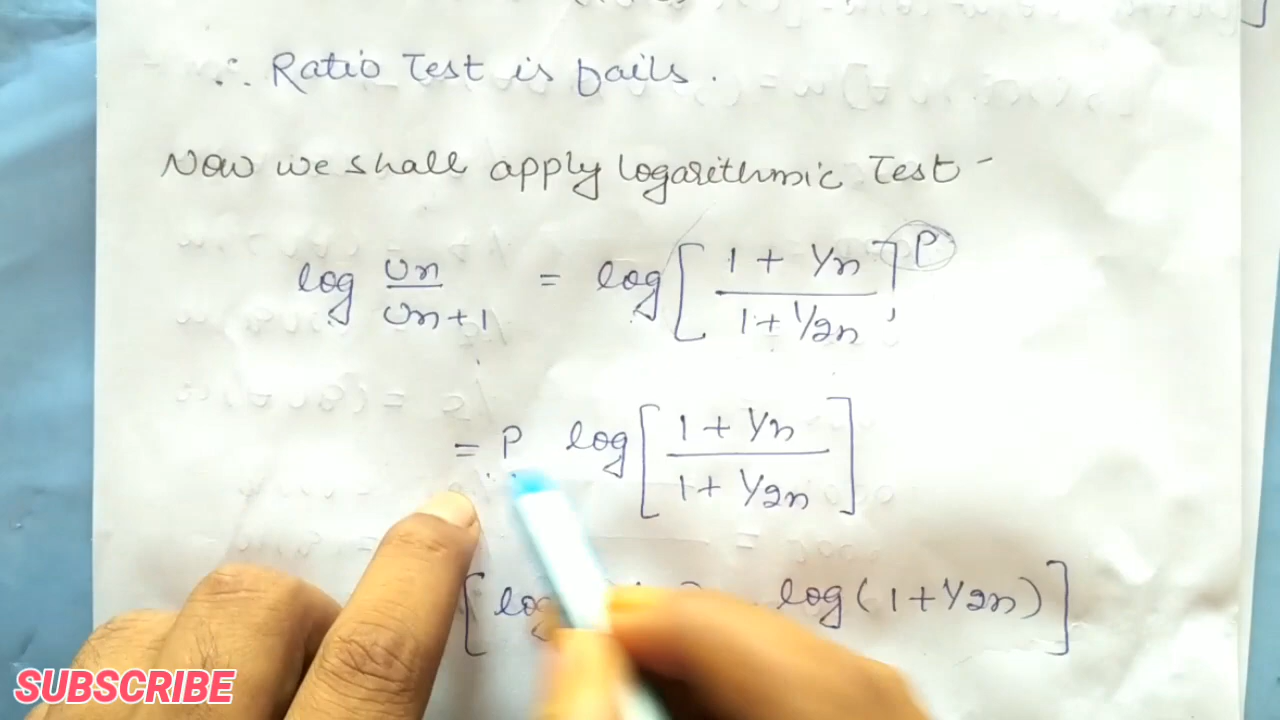 ∴ Ratio Test is fails.
Now we shall apply logarithmic Test -
log Un/Un+1 = log [ 1 + 1/n / 1 + 1/2n ]^P
= P log [ 1 + 1/n / 1 + 1/2n ]
[ log log ( 1 + 1/2n ) ]
SUBSCRIBE